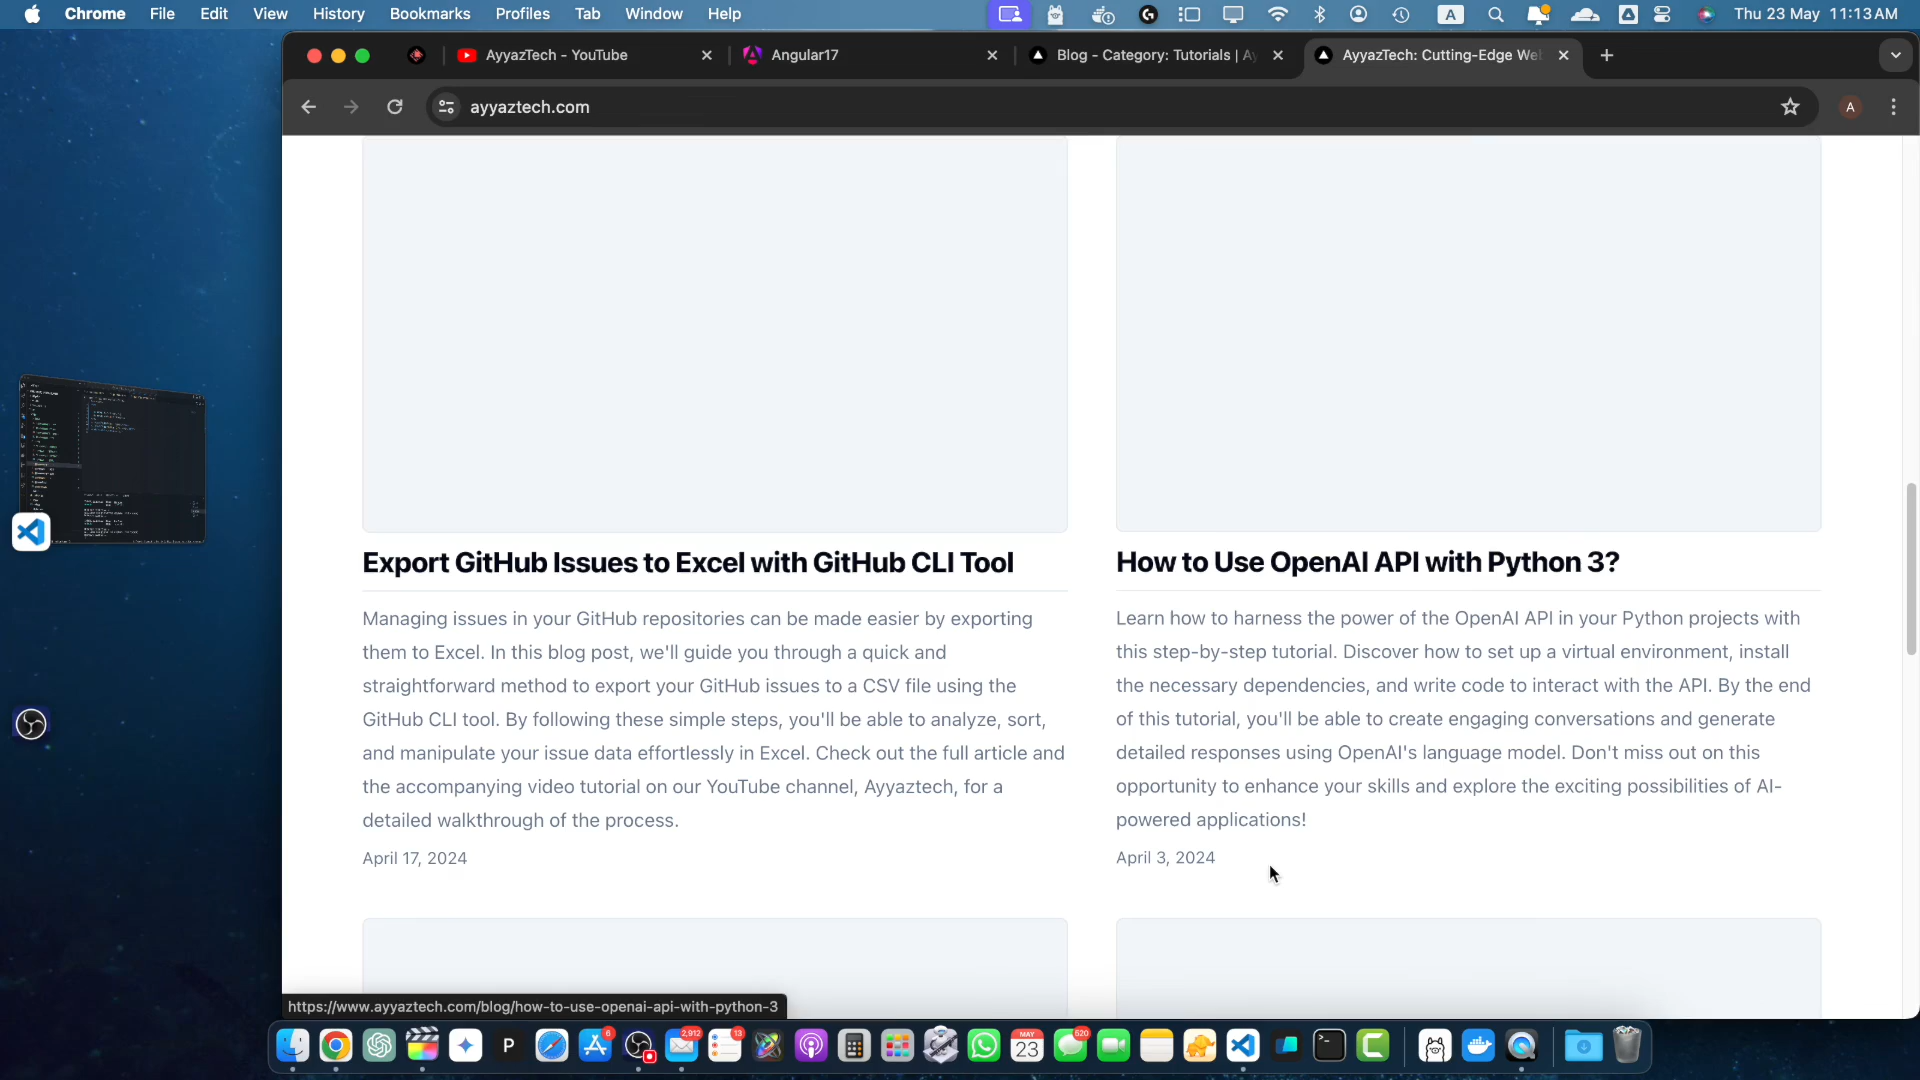 Chrome File Edit View History Bookmarks Profiles Tab Window Help A Thu 23 May 11:13 AM
AyyazTech - YouTube Angular17 Blog - Category: Tutorials | Ay AyyazTech: Cutting-Edge Web
ayyaztech.com A
Export GitHub Issues to Excel with GitHub CLI Tool
Managing issues in your GitHub repositories can be made easier by exporting
them to Excel. In this blog post, we'll guide you through a quick and
straightforward method to export your GitHub issues to a CSV file using the
GitHub CLI tool. By following these simple steps, you'll be able to analyze, sort,
and manipulate your issue data effortlessly in Excel. Check out the full article and
the accompanying video tutorial on our YouTube channel, Ayyaztech, for a
detailed walkthrough of the process.
April 17, 2024
How to Use OpenAI API with Python 3?
Learn how to harness the power of the OpenAI API in your Python projects with
this step-by-step tutorial. Discover how to set up a virtual environment, install
the necessary dependencies, and write code to interact with the API. By the end
of this tutorial, you'll be able to create engaging conversations and generate
detailed responses using OpenAI's language model. Don't miss out on this
opportunity to enhance your skills and explore the exciting possibilities of AI-
powered applications!
April 3, 2024
https://www.ayyaztech.com/blog/how-to-use-openai-api-with-python-3
P 6 2,912 13 MAY 23 620